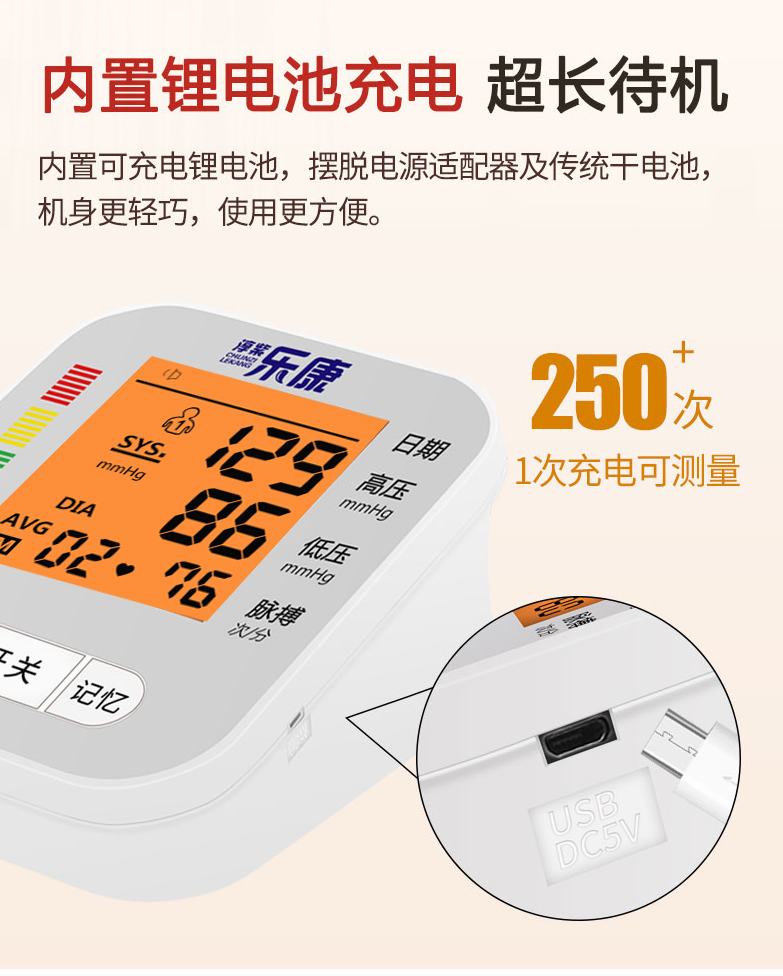 内置锂电池充电 超长待机
内置可充电锂电池，摆脱电源适配器及传统干电池，
机身更轻巧，使用更方便。
250+次
1次充电可测量
淳紫
CHUNZI
LEKANG
乐康
1
SYS.
mmHg
129
DIA
86
AVG
M
02
76
日期
高压
mmHg
低压
mmHg
脉搏
次/分
开关
记忆
USB
DC5V